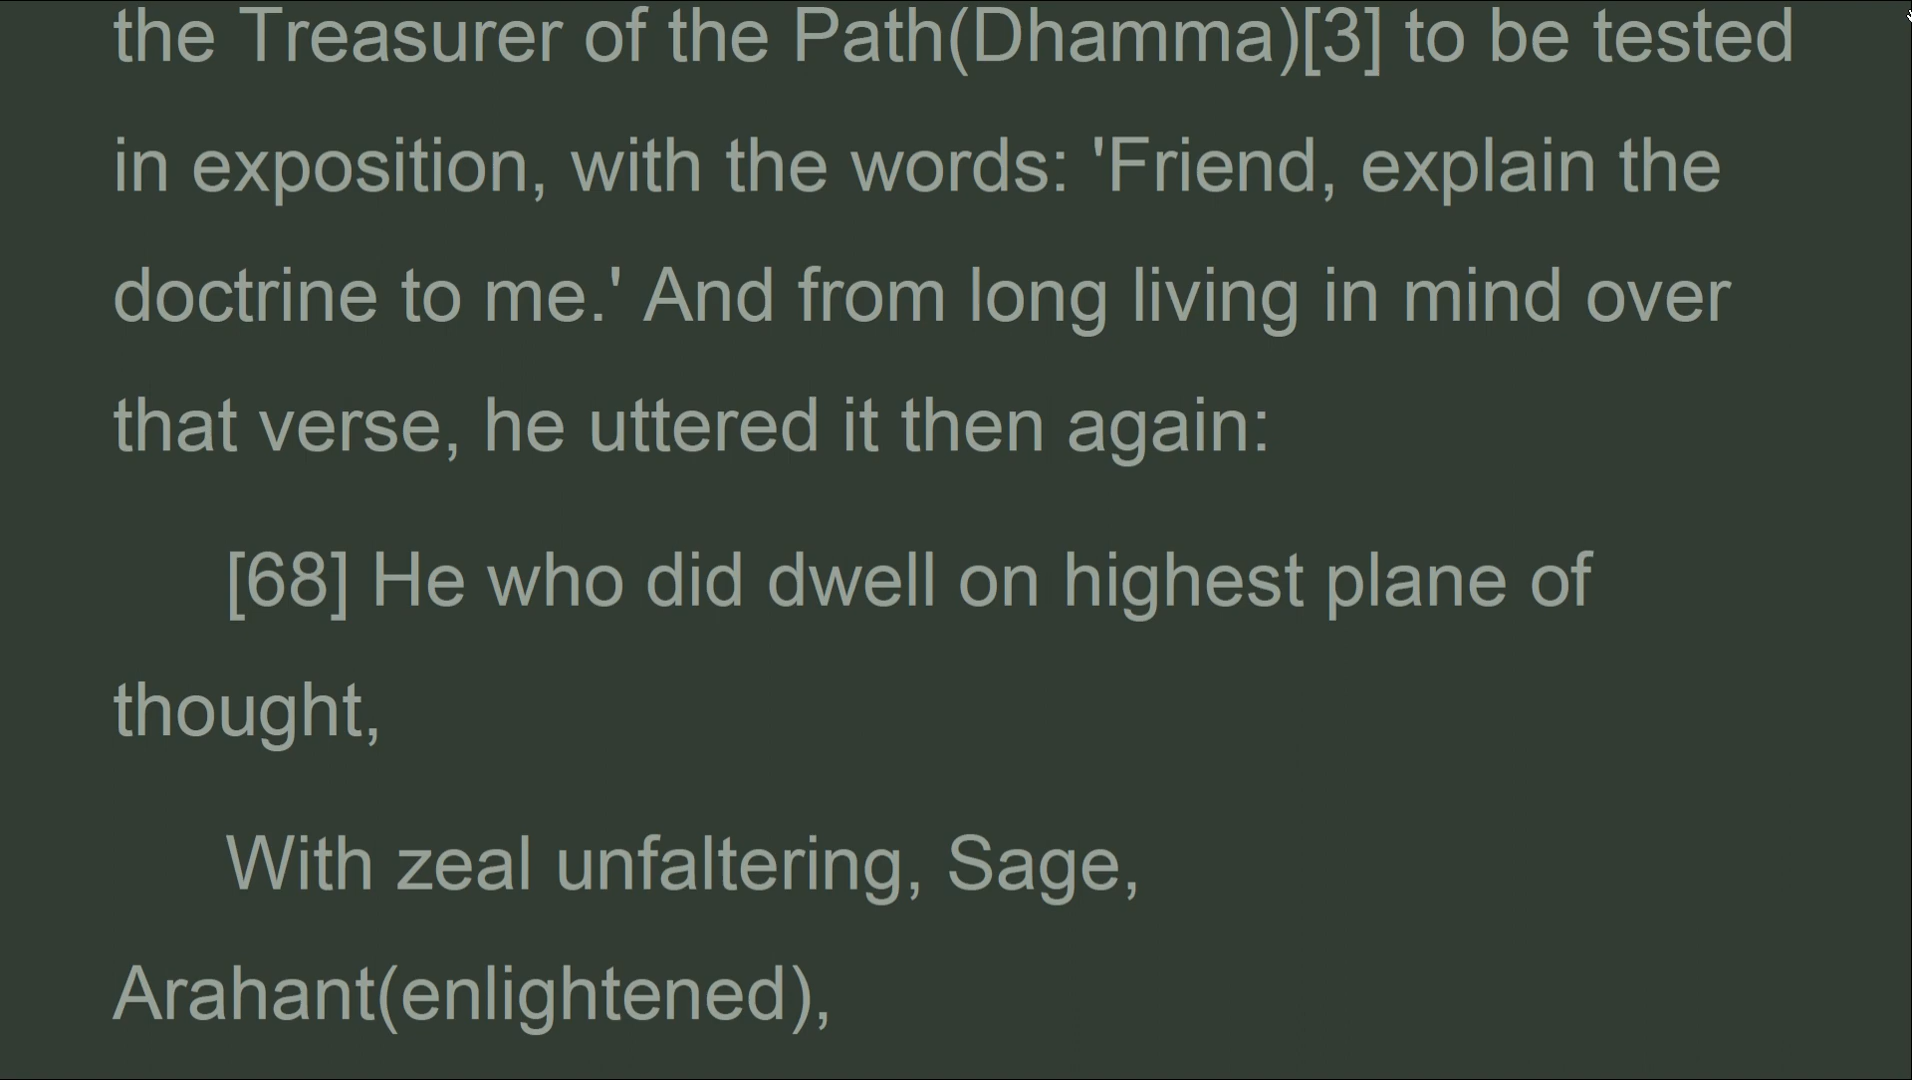 the Treasurer of the Path(Dhamma)[3] to be tested
in exposition, with the words: 'Friend, explain the
doctrine to me.' And from long living in mind over
that verse, he uttered it then again:
[68] He who did dwell on highest plane of
thought,
With zeal unfaltering, Sage,
Arahant(enlightened),